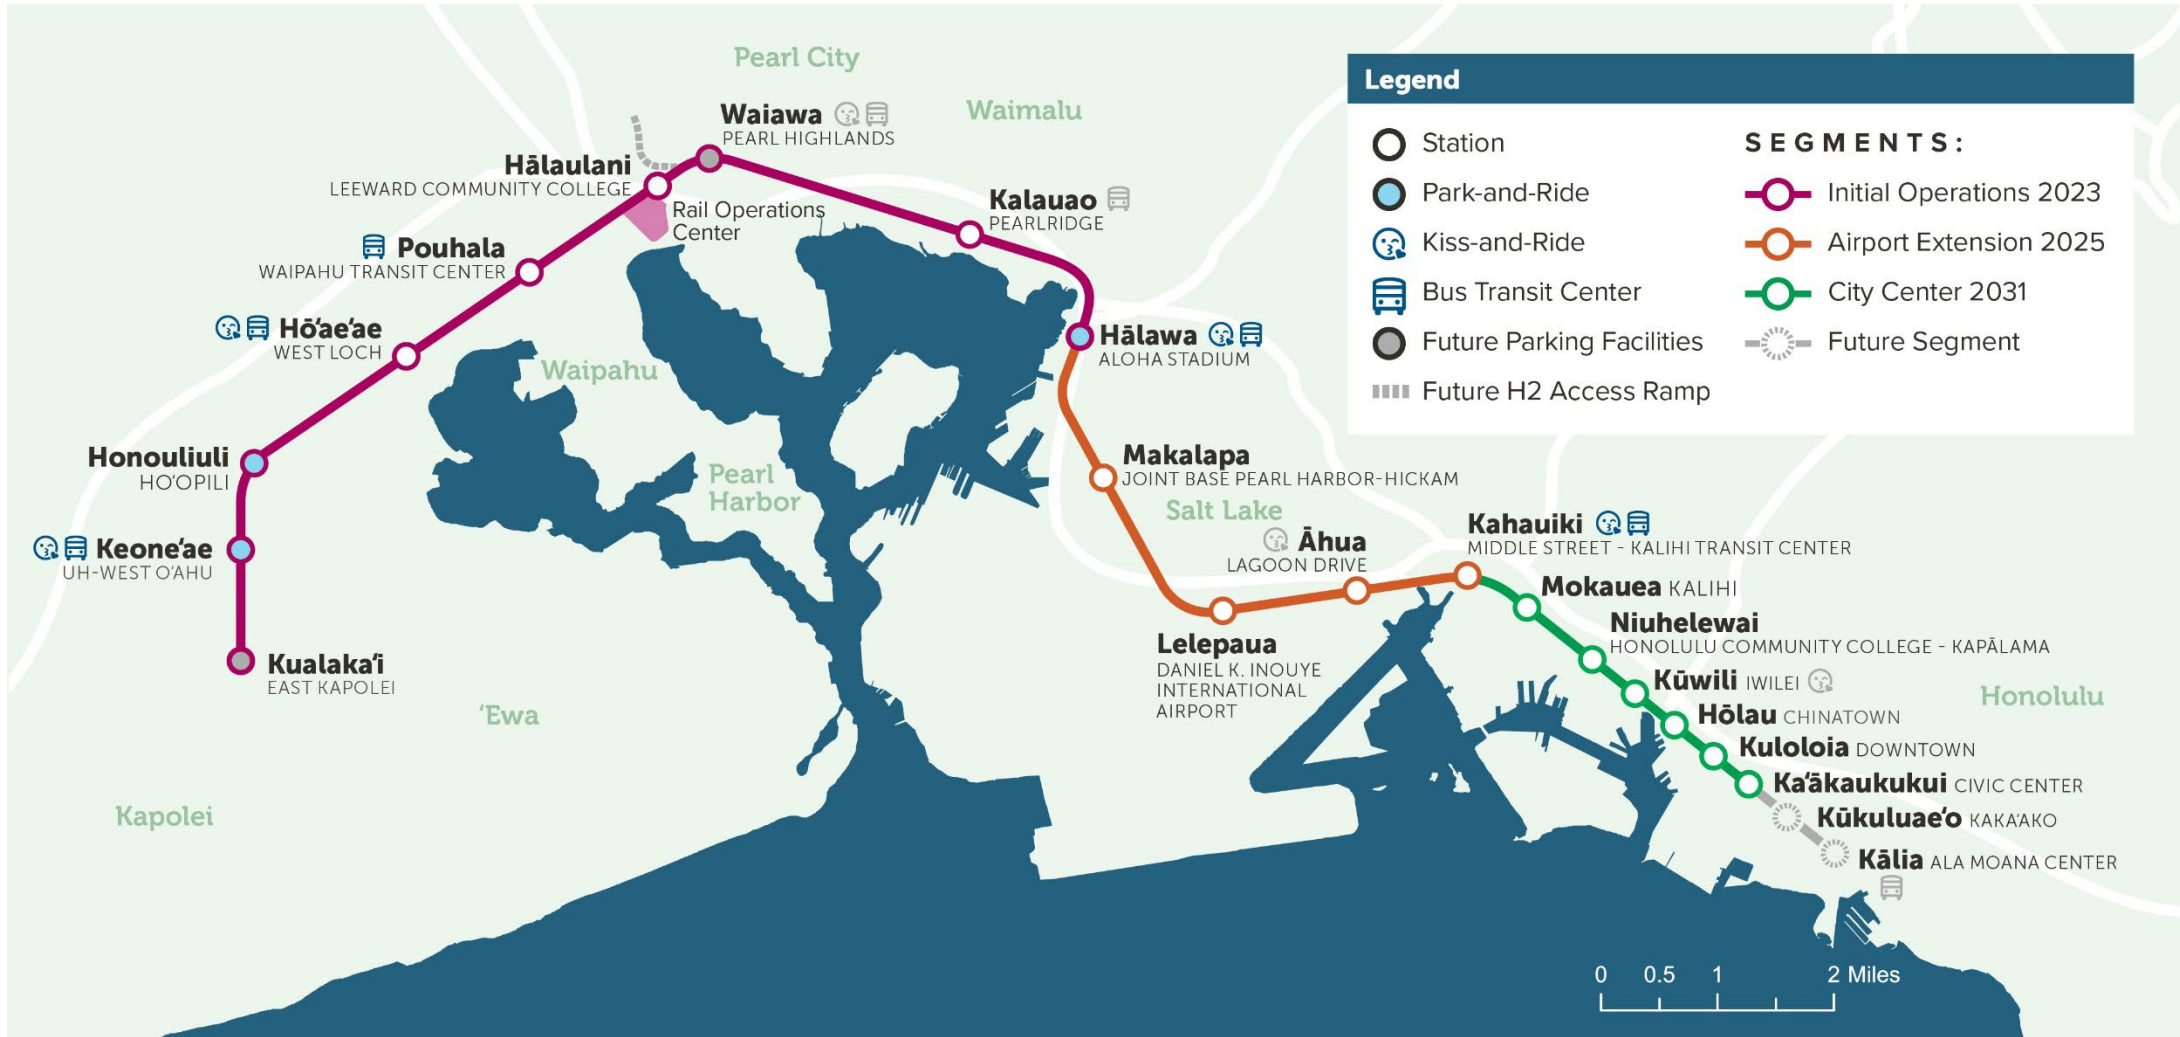 Pearl City
Waimalu
Waiawa
PEARL HIGHLANDS
Hālaulani
LEEWARD COMMUNITY COLLEGE
Rail Operations
Center
Kalauao
PEARLRIDGE
Pouhala
WAIPAHU TRANSIT CENTER
Hō‘ae‘ae
WEST LOCH
Waipahu
Hālawa
ALOHA STADIUM
Honouliuli
HO‘OPILI
Pearl
Harbor
Makalapa
JOINT BASE PEARL HARBOR-HICKAM
Salt Lake
Keone‘ae
UH-WEST O‘AHU
Āhua
LAGOON DRIVE
Kahauiki
MIDDLE STREET - KALIHI TRANSIT CENTER
Mokauea KALIHI
Niuhelewai
HONOLULU COMMUNITY COLLEGE - KAPĀLAMA
Kualaka‘i
EAST KAPOLEI
Lelepaua
DANIEL K. INOUYE
INTERNATIONAL
AIRPORT
Kūwili IWILEI
Honolulu
‘Ewa
Hōlau CHINATOWN
Kuloloia DOWNTOWN
Ka‘ākaukukui CIVIC CENTER
Kapolei
Kūkuluae‘o KAKA‘AKO
Kālia ALA MOANA CENTER
0 0.5 1 2 Miles
Legend
Station
Park-and-Ride
Kiss-and-Ride
Bus Transit Center
Future Parking Facilities
Future H2 Access Ramp
SEGMENTS:
Initial Operations 2023
Airport Extension 2025
City Center 2031
Future Segment